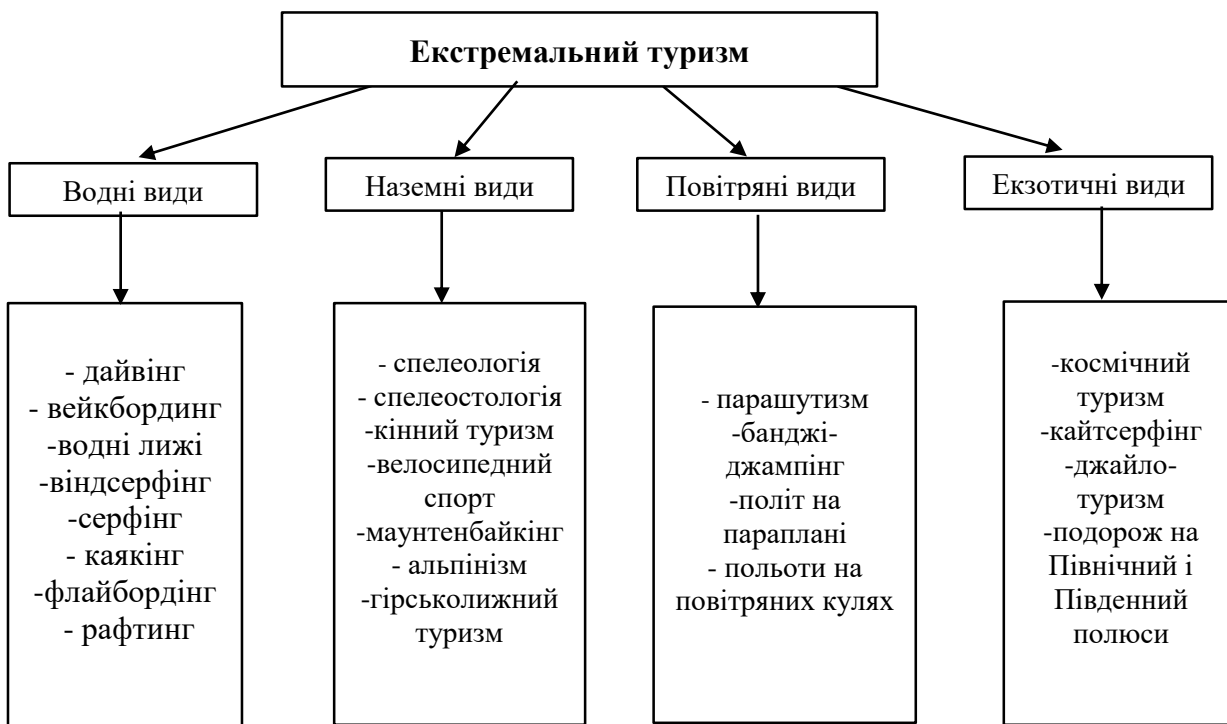 Екстремальний туризм
Водні види
Наземні види
Повітряні види
Екзотичні види
- дайвінг
- вейкбординг
-водні лижі
-віндсерфінг
-серфінг
- каякінг
-флайбордінг
- рафтинг
- спелеологія
- спелеостологія
-кінний туризм
-велосипедний
спорт
-маунтенбайкінг
- альпінізм
-гірськолижний
туризм
- парашутизм
-банджі-
джампінг
-політ на
параплані
- польоти на
повітряних кулях
-космічний
туризм
-кайтсерфінг
-джайло-
туризм
-подорож на
Північний і
Південний
полюси